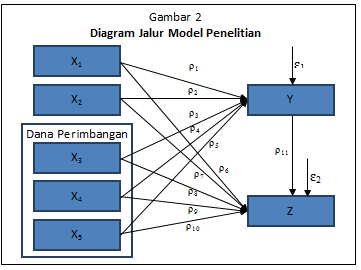 Gambar 2
Diagram Jalur Model Penelitian
X1
ρ1
ε1
X2
ρ2
Y
ρ3
Dana Perimbangan
ρ4
ρ5
X3
ρ6
ρ11
ρ7
ε2
X4
ρ8
ρ9
Z
X5
ρ10